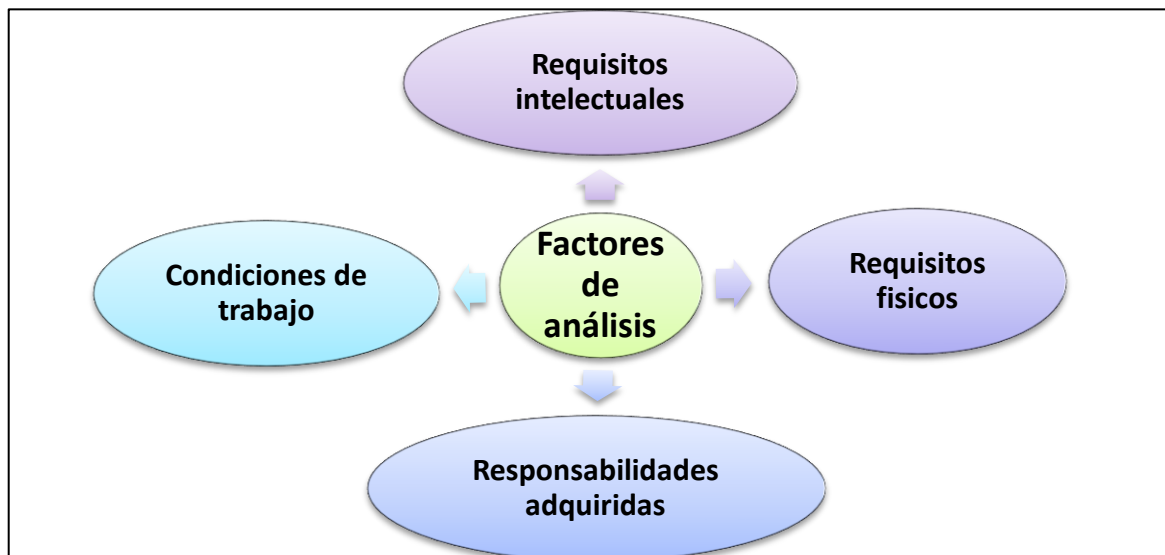 Requisitos
intelectuales
Condiciones de
trabajo
Factores
de
análisis
Requisitos
fisicos
Responsabilidades
adquiridas